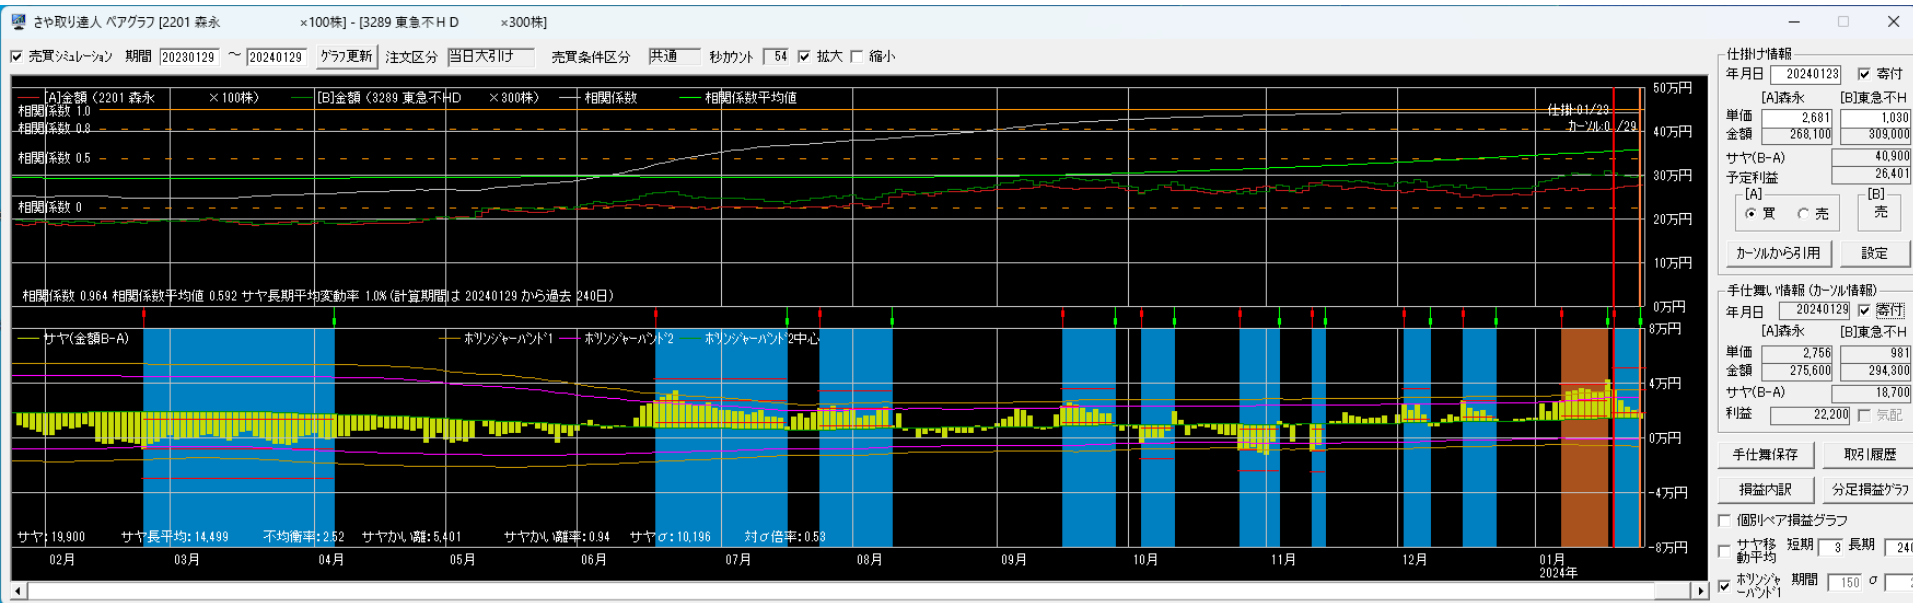 さや取り達人 ペアグラフ [2201 森永 ×100株] - [3289 東急不HD ×300株]
売買シミュレーション 期間 20230129 ～ 20240129 グラフ更新 注文区分 当日大引け 売買条件区分 共通 秒カウント 54 拡大 縮小
[A]金額 (2201 森永 ×100株) [B]金額 (3289 東急不HD ×300株) 相関係数 相関係数平均値
相関係数 1.0
相関係数 0.8
相関係数 0.5
相関係数 0
仕掛:01/23
50万円
40万円
30万円
20万円
10万円
0万円
相関係数 0.964 相関係数平均値 0.592 サヤ長期平均変動率 1.0% (計算期間は 20240129 から過去 240日)
サヤ(金額B-A) ボリンジャーバンド1 ボリンジャーバンド2 ボリンジャーバンド2中心
8万円
4万円
0万円
-4万円
-8万円
サヤ:19,900 サヤ長平均:14,499 不均衡率:2.52 サヤかい離:5,401 サヤかい離率:0.94 サヤσ:10,196 対σ倍率:0.53
02月 03月 04月 05月 06月 07月 08月 09月 10月 11月 12月 01月
2024年
仕掛け情報
年月日 20240123 寄付
[A]森永 [B]東急不H
単価 2,681 1,030
金額 268,100 309,000
サヤ(B-A) 40,900
予定利益 26,401
[A] [B]
買 売 売
カーソルから引用 設定
手仕舞い情報 (カーソル情報)
年月日 20240129 寄付
[A]森永 [B]東急不H
単価 2,756 981
金額 275,600 294,300
サヤ(B-A) 18,700
利益 22,200 気配
手仕舞保存 取引履歴
損益内訳 分足損益グラフ
個別ペア損益グラフ
サヤ移動平均 短期 3 長期 240
ボリンジャーバンド1 期間 150 σ